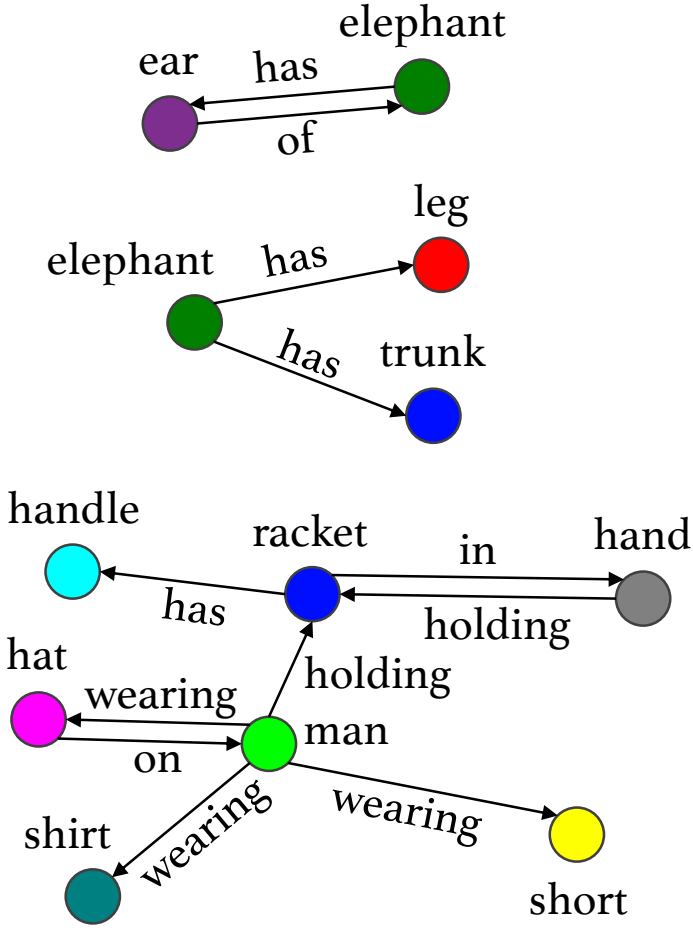 elephant
ear
has
of
leg
elephant
has
has
trunk
handle
racket
in
hand
has
holding
hat
holding
wearing
man
on
wearing
wearing
shirt
short